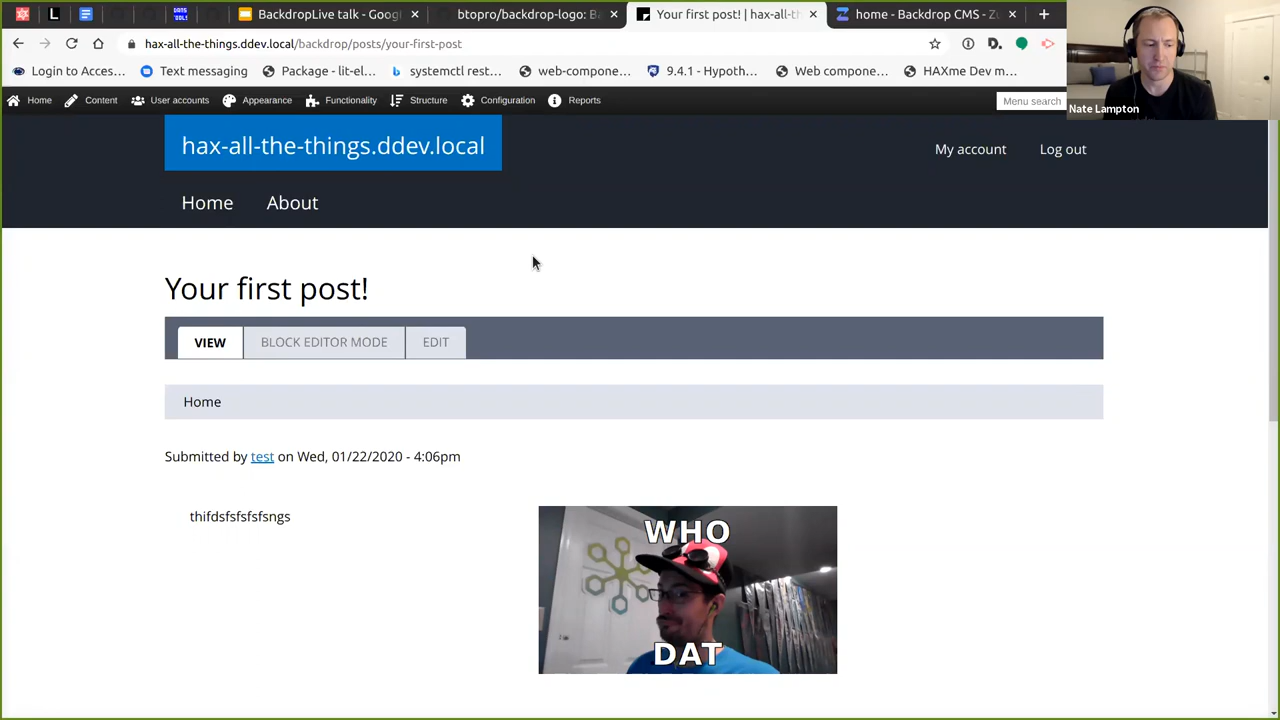 BackdropLive talk - Googl
btopro/backdrop-logo: Ba
Your first post! | hax-all-th
home - Backdrop CMS - Zu
hax-all-the-things.ddev.local/backdrop/posts/your-first-post
Login to Acces...
Text messaging
Package - lit-el...
systemctl rest...
web-compone...
9.4.1 - Hypoth...
Web compone...
HAXme Dev m...
Home
Content
User accounts
Appearance
Functionality
Structure
Configuration
Reports
Menu search
Nate Lampton
hax-all-the-things.ddev.local
My account
Log out
Home
About
Your first post!
VIEW
BLOCK EDITOR MODE
EDIT
Home
Submitted by test on Wed, 01/22/2020 - 4:06pm
thifdsfsfsfsfsngs
WHO
DAT